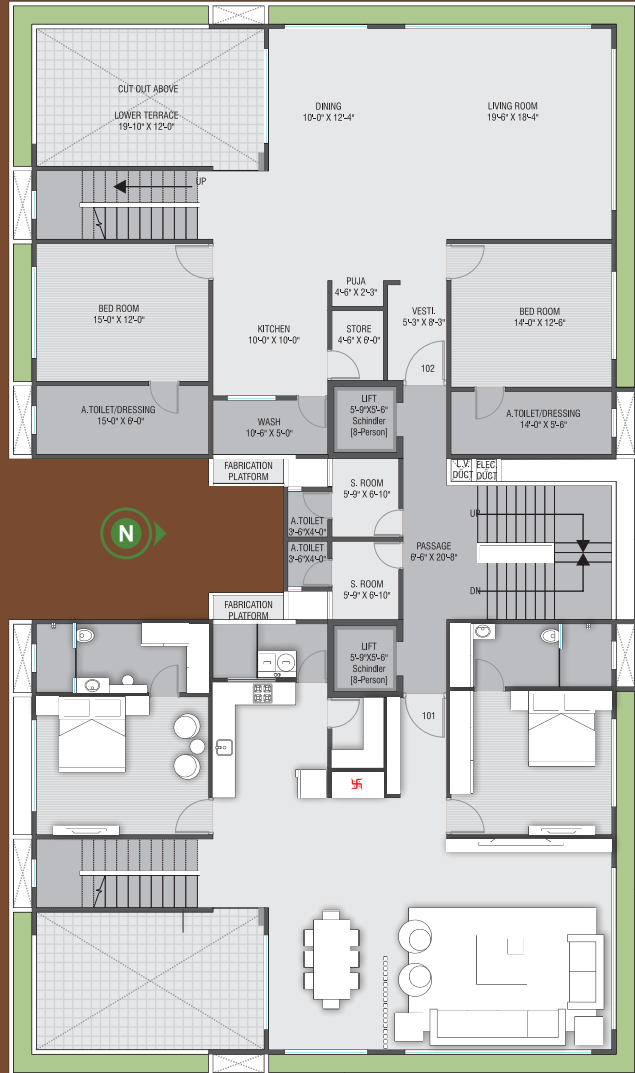 CUT OUT ABOVE
LOWER TERRACE
19'-10" X 12'-0"
DINING
10'-0" X 12'-4"
LIVING ROOM
19'-6" X 18'-4"
UP
BED ROOM
15'-0" X 12'-0"
PUJA
4'-6" X 2'-3"
VESTI.
5'-3" X 8'-3"
BED ROOM
14'-0" X 12'-6"
KITCHEN
10'-0" X 10'-0"
STORE
4'-6" X 6'-0"
102
A.TOILET/DRESSING
15'-0" X 6'-0"
WASH
10'-6" X 5'-0"
LIFT
5'-9"X5'-6"
Schindler
[8-Person]
A.TOILET/DRESSING
14'-0" X 5'-6"
FABRICATION
PLATFORM
S. ROOM
5'-9" X 6'-10"
L.V.
DUCT
ELEC.
DUCT
UP
N
A.TOILET
3'-6"X4'-0"
A.TOILET
3'-6"X4'-0"
PASSAGE
6'-6" X 20'-8"
S. ROOM
5'-9" X 6'-10"
DN
FABRICATION
PLATFORM
LIFT
5'-9"X5'-6"
Schindler
[8-Person]
101